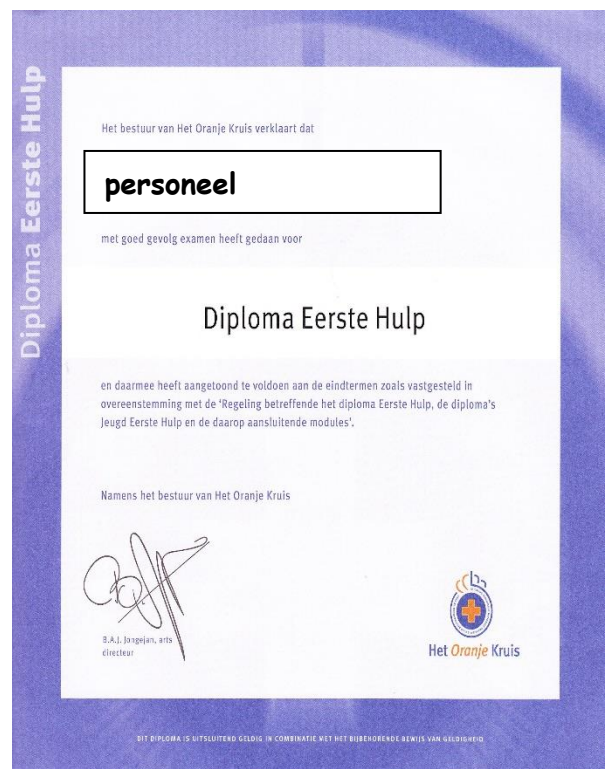 Diploma Eerste Hulp
Het bestuur van Het Oranje Kruis verklaart dat
personeel
met goed gevolg examen heeft gedaan voor
Diploma Eerste Hulp
en daarmee heeft aangetoond te voldoen aan de eindtermen zoals vastgesteld in
overeenstemming met de ‘Regeling betreffende het diploma Eerste Hulp, de diploma’s
Jeugd Eerste Hulp en de daarop aansluitende modules’.
Namens het bestuur van Het Oranje Kruis
B.A.J. Jongejan, arts
directeur
Het Oranje Kruis
DIT DIPLOMA IS UITSLUITEND GELDIG IN COMBINATIE MET HET BIJBEHORENDE BEWIJS VAN GELDIGHEID